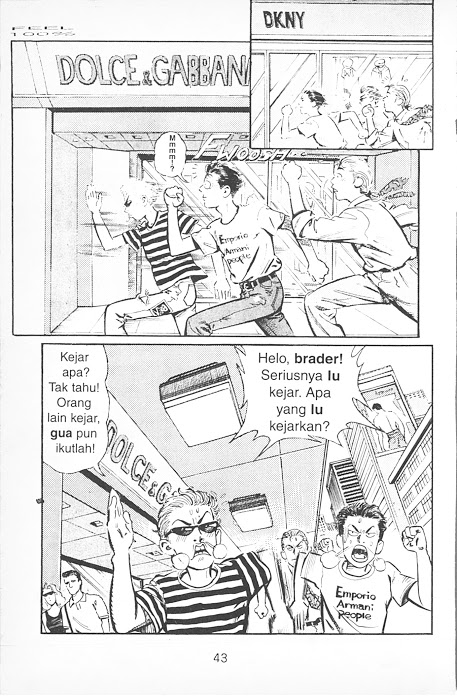 FEEL
100%
DKNY
DOLCE & GABBANA
Mmmm!?
FWOOSH
Emporio
Armani
People
Helo, brader!
Seriusnya lu
kejar. Apa
yang lu
kejarkan?
Kejar
apa?
Tak tahu!
Orang
lain kejar,
gua pun
ikutlah!
DOLCE & G
Emporio
Armani
People
43